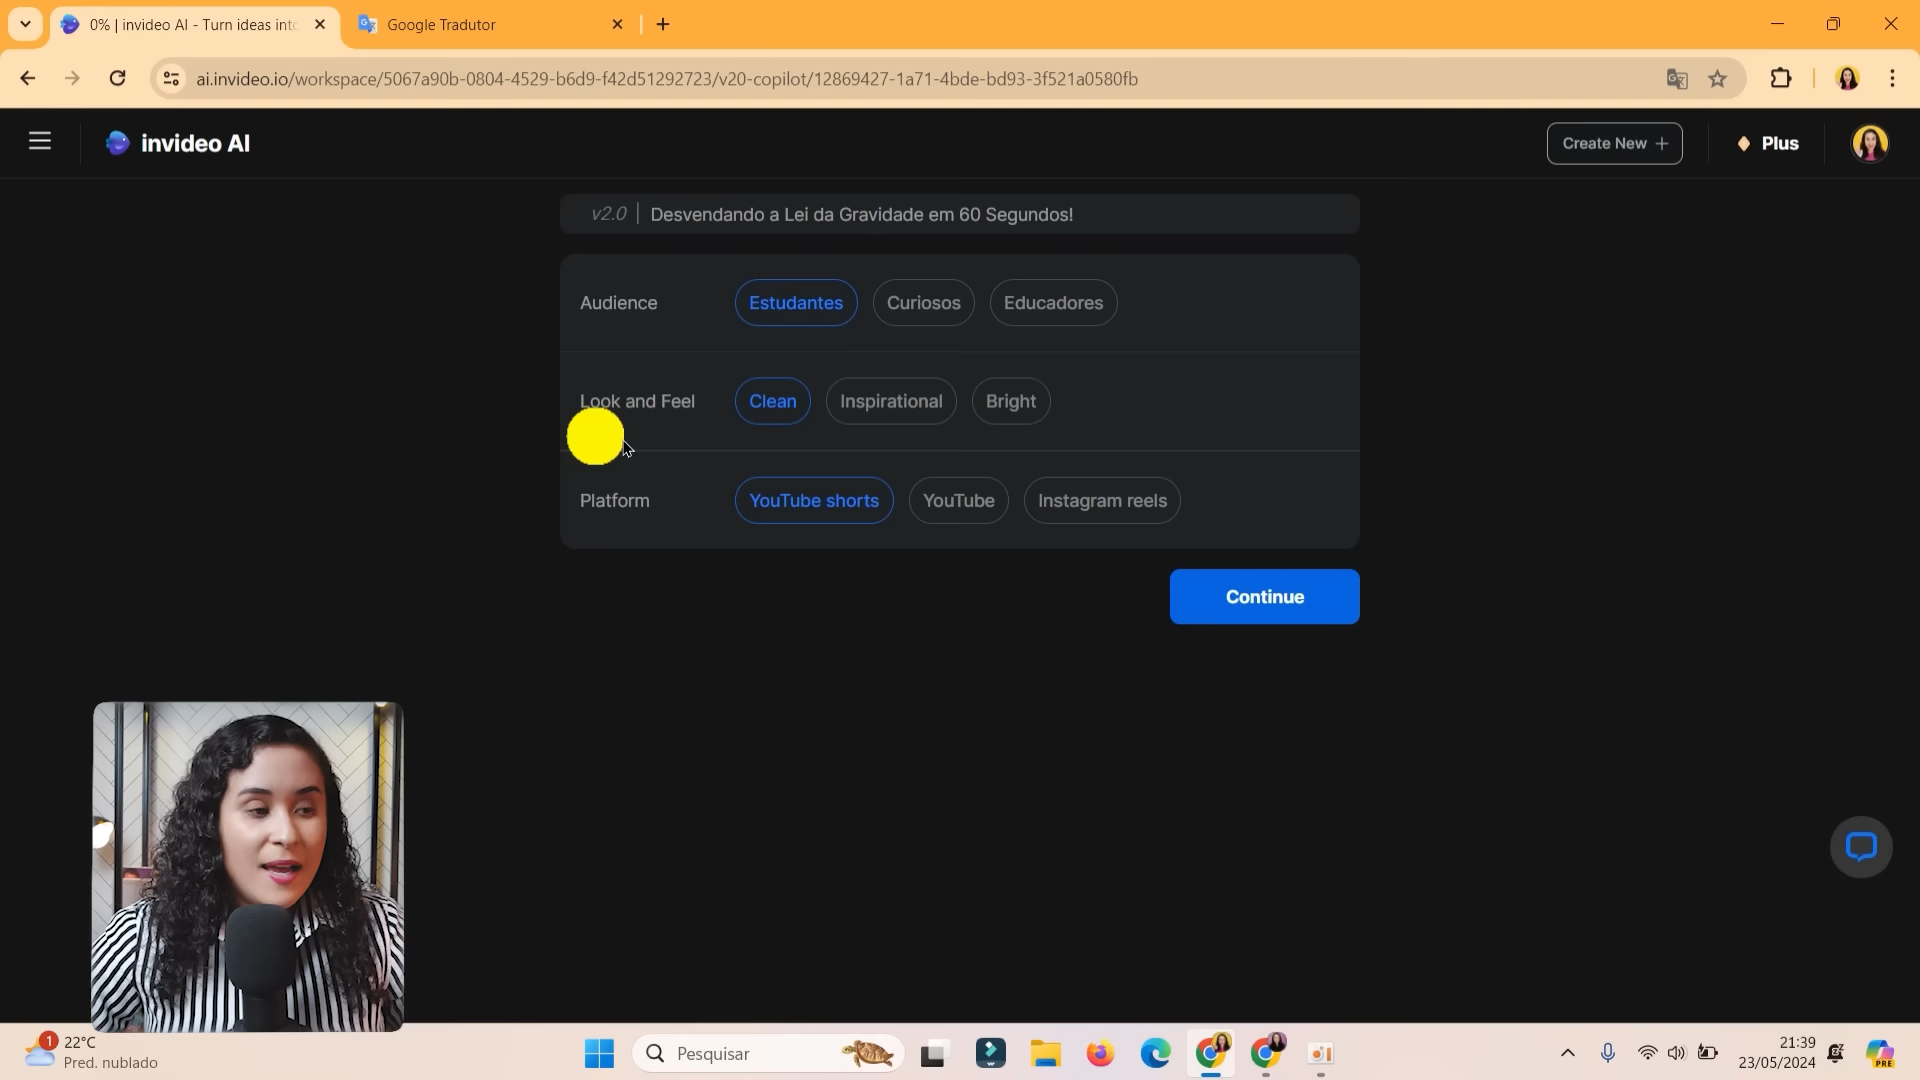 0% | invideo AI - Turn ideas into
Google Tradutor
ai.invideo.io/workspace/5067a90b-0804-4529-b6d9-f42d51292723/v20-copilot/12869427-1a71-4bde-bd93-3f521a0580fb
invideo AI
Create New +
Plus
v2.0 | Desvendando a Lei da Gravidade em 60 Segundos!
Audience Estudantes Curiosos Educadores
Look and Feel Clean Inspirational Bright
Platform YouTube shorts YouTube Instagram reels
Continue
1
22°C
Pred. nublado
Pesquisar
21:39
23/05/2024
PRE